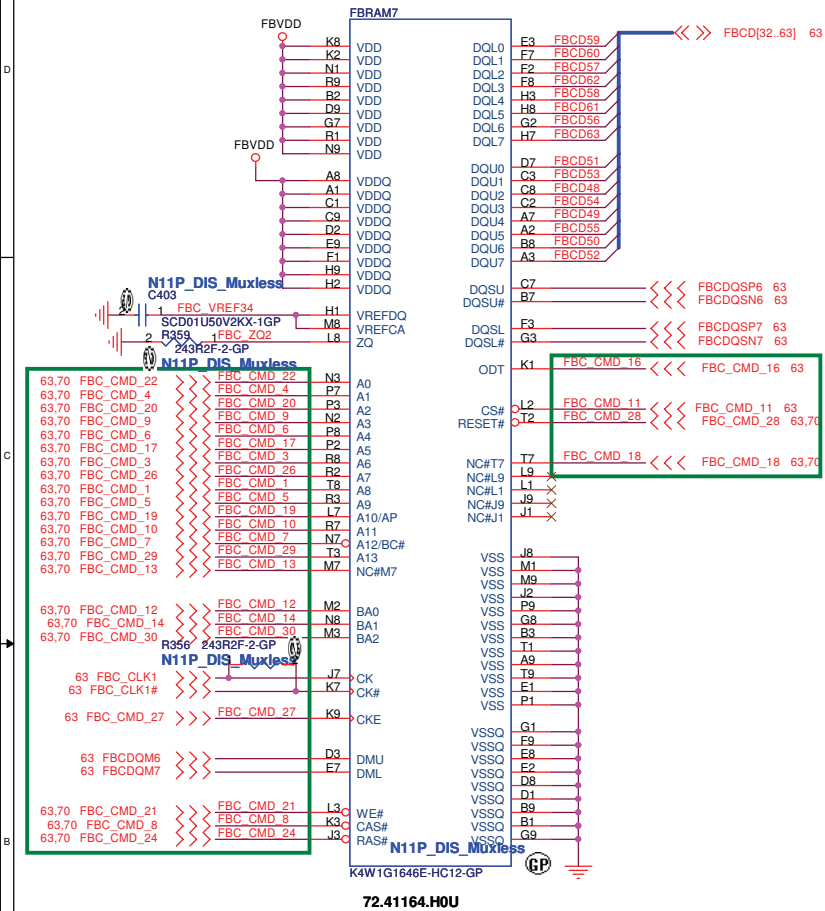 FBRAM7
FBVDD
K8 VDD DQL0 E3 FBCD59 FBCD[32..63] 63
K2 VDD DQL1 F7 FBCD60
N1 VDD DQL2 F2 FBCD57
R9 VDD DQL3 F8 FBCD62
B2 VDD DQL4 H3 FBCD58
D9 VDD DQL5 H8 FBCD61
G7 VDD DQL6 G2 FBCD56
R1 VDD DQL7 H7 FBCD63
N9 VDD
FBVDD
DQU0 D7 FBCD51
A8 VDDQ DQU1 C3 FBCD53
A1 VDDQ DQU2 C8 FBCD48
C1 VDDQ DQU3 C2 FBCD54
C9 VDDQ DQU4 A7 FBCD49
D2 VDDQ DQU5 A2 FBCD55
E9 VDDQ DQU6 B8 FBCD50
F1 VDDQ DQU7 A3 FBCD52
H9 VDDQ
H2 VDDQ DQSU C7 FBCDQSP6 63
DQSU# B7 FBCDQSN6 63
N11P_DIS_Muxless
C403
2 1 FBC_VREF34 H1 VREFDQ
SCD01U50V2KX-1GP M8 VREFCA DQSL F3 FBCDQSP7 63
R359
2 1 FBC_ZQ2 L8 ZQ DQSL# G3 FBCDQSN7 63
243R2F-2-GP
N11P_DIS_Muxless
ODT K1 FBC_CMD_16 FBC_CMD_16 63
63,70 FBC_CMD_22 FBC_CMD_22 N3 A0
63,70 FBC_CMD_4 FBC_CMD_4 P7 A1
63,70 FBC_CMD_20 FBC_CMD_20 P3 A2 CS# L2 FBC_CMD_11 FBC_CMD_11 63
63,70 FBC_CMD_9 FBC_CMD_9 N2 A3 RESET# T2 FBC_CMD_28 FBC_CMD_28 63,70
63,70 FBC_CMD_6 FBC_CMD_6 P8 A4
63,70 FBC_CMD_17 FBC_CMD_17 P2 A5
63,70 FBC_CMD_3 FBC_CMD_3 R8 A6 NC#T7 T7 FBC_CMD_18 FBC_CMD_18 63,70
63,70 FBC_CMD_26 FBC_CMD_26 R2 A7 NC#L9 L9
63,70 FBC_CMD_1 FBC_CMD_1 T8 A8 NC#L1 L1
63,70 FBC_CMD_5 FBC_CMD_5 R3 A9 NC#J9 J9
63,70 FBC_CMD_19 FBC_CMD_19 L7 A10/AP NC#J1 J1
63,70 FBC_CMD_10 FBC_CMD_10 R7 A11
63,70 FBC_CMD_7 FBC_CMD_7 N7 A12/BC#
63,70 FBC_CMD_29 FBC_CMD_29 T3 A13 VSS J8
63,70 FBC_CMD_13 FBC_CMD_13 M7 NC#M7 VSS M1
VSS M9
VSS J2
63,70 FBC_CMD_12 FBC_CMD_12 M2 BA0 VSS P9
63,70 FBC_CMD_14 FBC_CMD_14 N8 BA1 VSS G8
63,70 FBC_CMD_30 FBC_CMD_30 M3 BA2 VSS B3
R356 243R2F-2-GP VSS T1
N11P_DIS_Muxless VSS A9
63 FBC_CLK1 J7 CK VSS T9
63 FBC_CLK1# K7 CK# VSS E1
VSS P1
63 FBC_CMD_27 FBC_CMD_27 K9 CKE
VSSQ G1
VSSQ F9
63 FBCDQM6 D3 DMU VSSQ E8
63 FBCDQM7 E7 DML VSSQ E2
VSSQ D8
VSSQ D1
63,70 FBC_CMD_21 FBC_CMD_21 L3 WE# VSSQ B9
63,70 FBC_CMD_8 FBC_CMD_8 K3 CAS# VSSQ B1
63,70 FBC_CMD_24 FBC_CMD_24 J3 RAS# VSSQ G9
N11P_DIS_Muxless
GP
K4W1G1646E-HC12-GP
72.41164.H0U
D
C
B